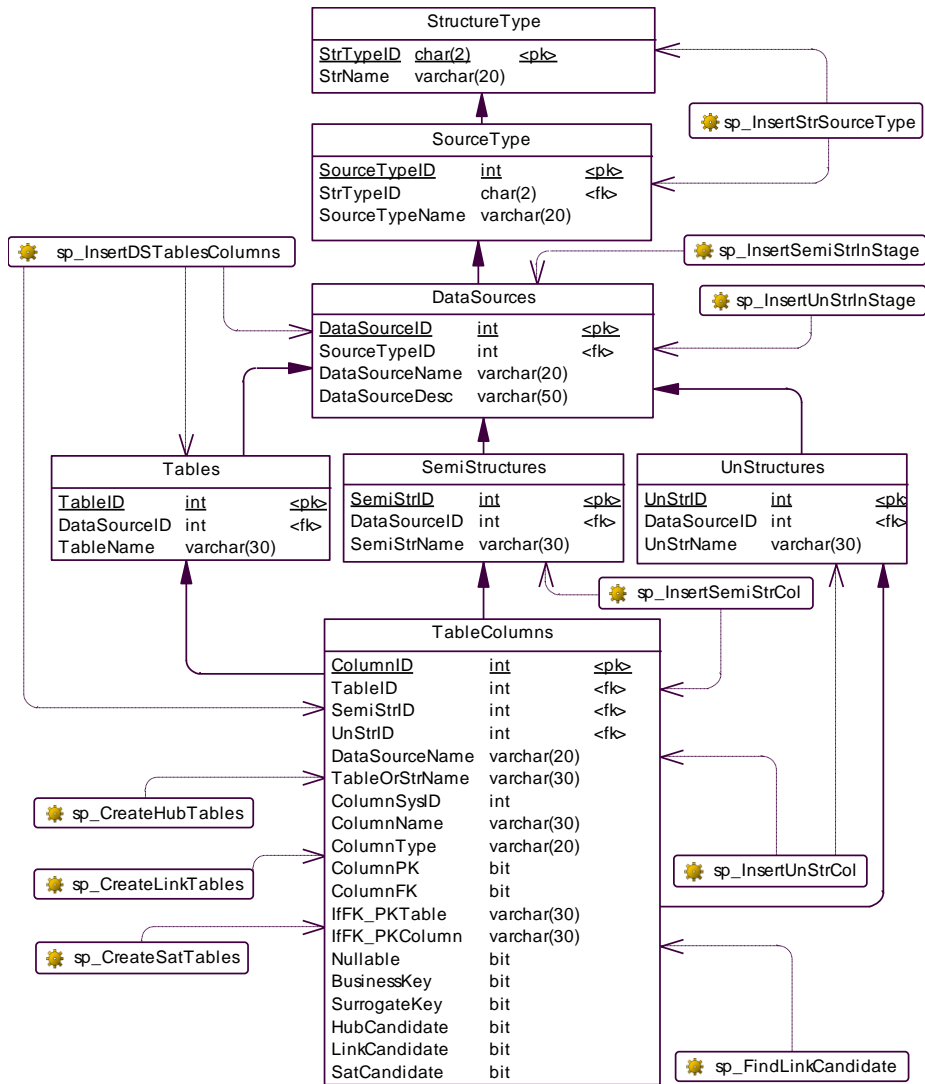 StructureType
StrTypeID char(2) <pk>
StrName varchar(20)
sp_InsertStrSourceType
SourceType
SourceTypeID int <pk>
StrTypeID char(2) <fk>
SourceTypeName varchar(20)
sp_InsertDSTablesColumns
sp_InsertSemiStrInStage
sp_InsertUnStrInStage
DataSources
DataSourceID int <pk>
SourceTypeID int <fk>
DataSourceName varchar(20)
DataSourceDesc varchar(50)
Tables
TableID int <pk>
DataSourceID int <fk>
TableName varchar(30)
SemiStructures
SemiStrID int <pk>
DataSourceID int <fk>
SemiStrName varchar(30)
UnStructures
UnStrID int <pk>
DataSourceID int <fk>
UnStrName varchar(30)
sp_InsertSemiStrCol
TableColumns
ColumnID int <pk>
TableID int <fk>
SemiStrID int <fk>
UnStrID int <fk>
DataSourceName varchar(20)
TableOrStrName varchar(30)
ColumnSysID int
ColumnName varchar(30)
ColumnType varchar(20)
ColumnPK bit
ColumnFK bit
IfFK_PKTable varchar(30)
IfFK_PKColumn varchar(30)
Nullable bit
BusinessKey bit
SurrogateKey bit
HubCandidate bit
LinkCandidate bit
SatCandidate bit
sp_CreateHubTables
sp_CreateLinkTables
sp_CreateSatTables
sp_InsertUnStrCol
sp_FindLinkCandidate